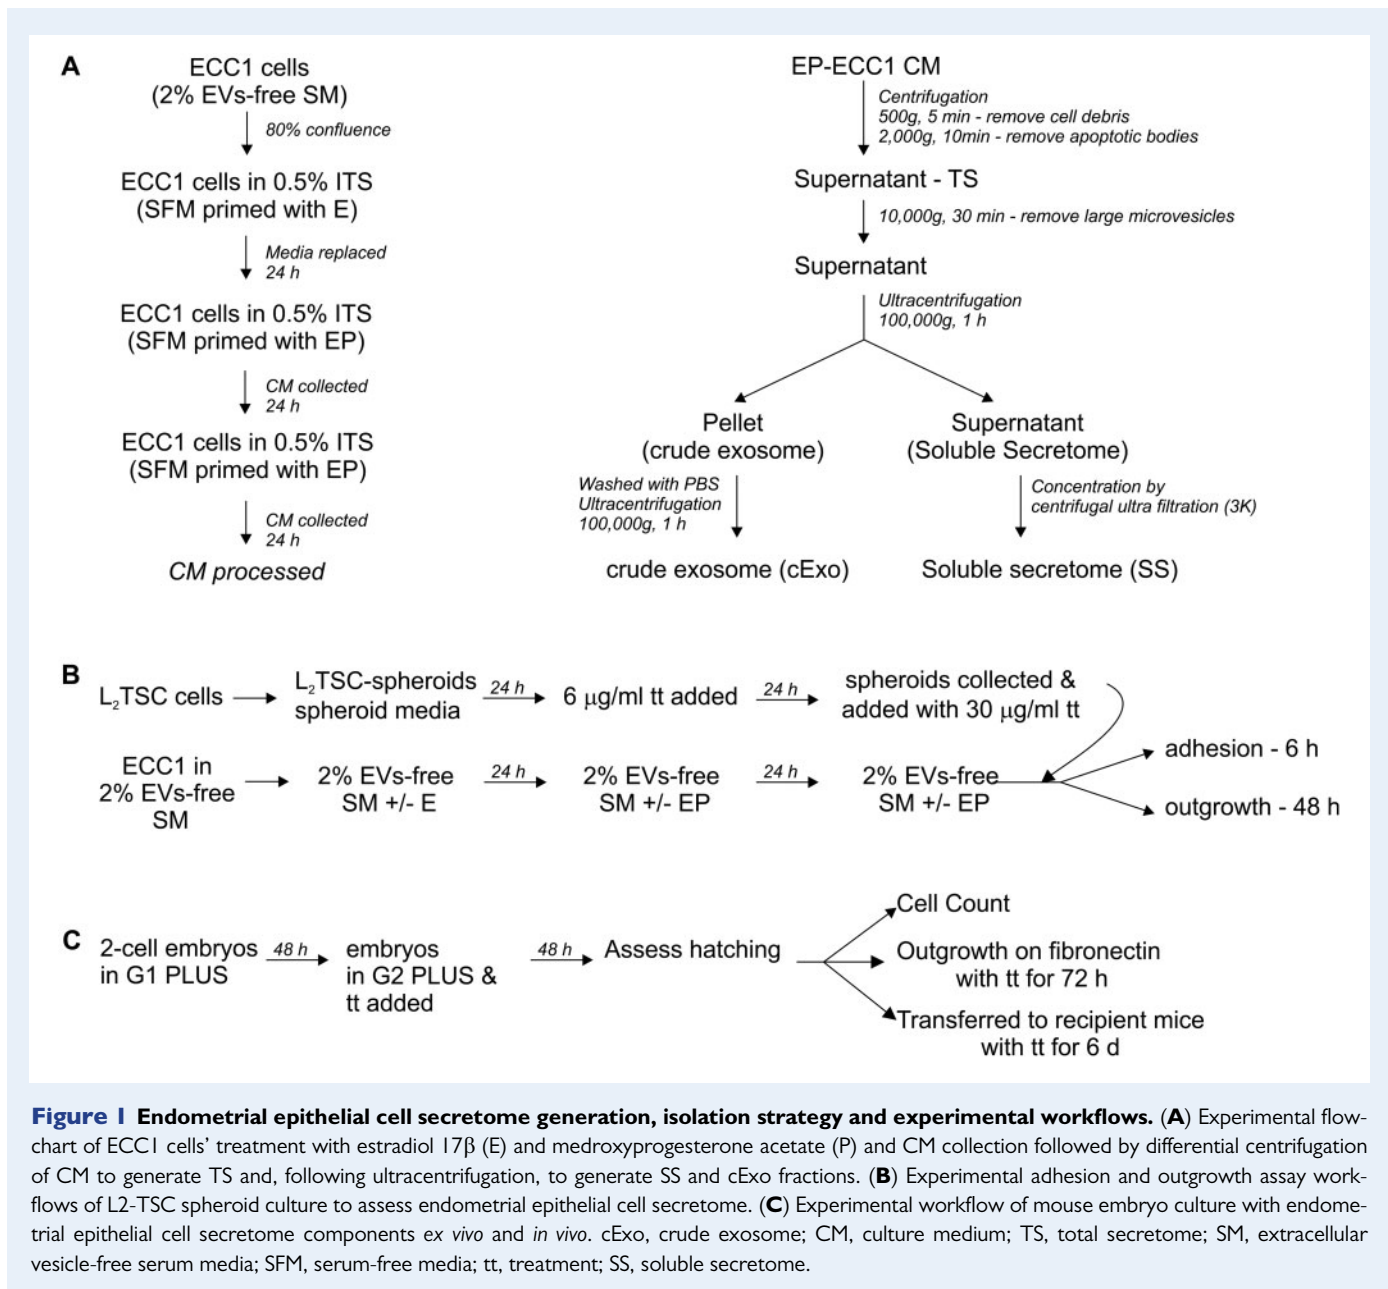 A
ECC1 cells
(2% EVs-free SM)
80% confluence
ECC1 cells in 0.5% ITS
(SFM primed with E)
Media replaced
24 h
ECC1 cells in 0.5% ITS
(SFM primed with EP)
CM collected
24 h
ECC1 cells in 0.5% ITS
(SFM primed with EP)
CM collected
24 h
CM processed
EP-ECC1 CM
Centrifugation
500g, 5 min - remove cell debris
2,000g, 10min - remove apoptotic bodies
Supernatant - TS
10,000g, 30 min - remove large microvesicles
Supernatant
Ultracentrifugation
100,000g, 1 h
Pellet
(crude exosome)
Washed with PBS
Ultracentrifugation
100,000g, 1 h
crude exosome (cExo)
Supernatant
(Soluble Secretome)
Concentration by
centrifugal ultra filtration (3K)
Soluble secretome (SS)
B
L₂TSC cells
L₂TSC-spheroids
spheroid media
24 h
6 μg/ml tt added
24 h
spheroids collected &
added with 30 μg/ml tt
ECC1 in
2% EVs-free
SM
2% EVs-free
SM +/- E
24 h
2% EVs-free
SM +/- EP
24 h
2% EVs-free
SM +/- EP
adhesion - 6 h
outgrowth - 48 h
C
2-cell embryos
in G1 PLUS
48 h
embryos
in G2 PLUS &
tt added
48 h
Assess hatching
Cell Count
Outgrowth on fibronectin
with tt for 72 h
Transferred to recipient mice
with tt for 6 d
Figure 1 Endometrial epithelial cell secretome generation, isolation strategy and experimental workflows. (A) Experimental flow-
chart of ECC1 cells' treatment with estradiol 17β (E) and medroxyprogesterone acetate (P) and CM collection followed by differential centrifugation
of CM to generate TS and, following ultracentrifugation, to generate SS and cExo fractions. (B) Experimental adhesion and outgrowth assay work-
flows of L2-TSC spheroid culture to assess endometrial epithelial cell secretome. (C) Experimental workflow of mouse embryo culture with endome-
trial epithelial cell secretome components ex vivo and in vivo. cExo, crude exosome; CM, culture medium; TS, total secretome; SM, extracellular
vesicle-free serum media; SFM, serum-free media; tt, treatment; SS, soluble secretome.